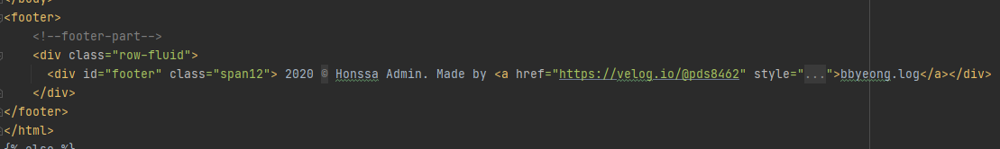 </body>
<footer>
<!--footer-part-->
<div class="row-fluid">
<div id="footer" class="span12"> 2020 © Honssa Admin. Made by <a href="https://velog.io/@pds8462" style="...">bbyeong.log</a></div>
</div>
</footer>
</html>
{% else %}